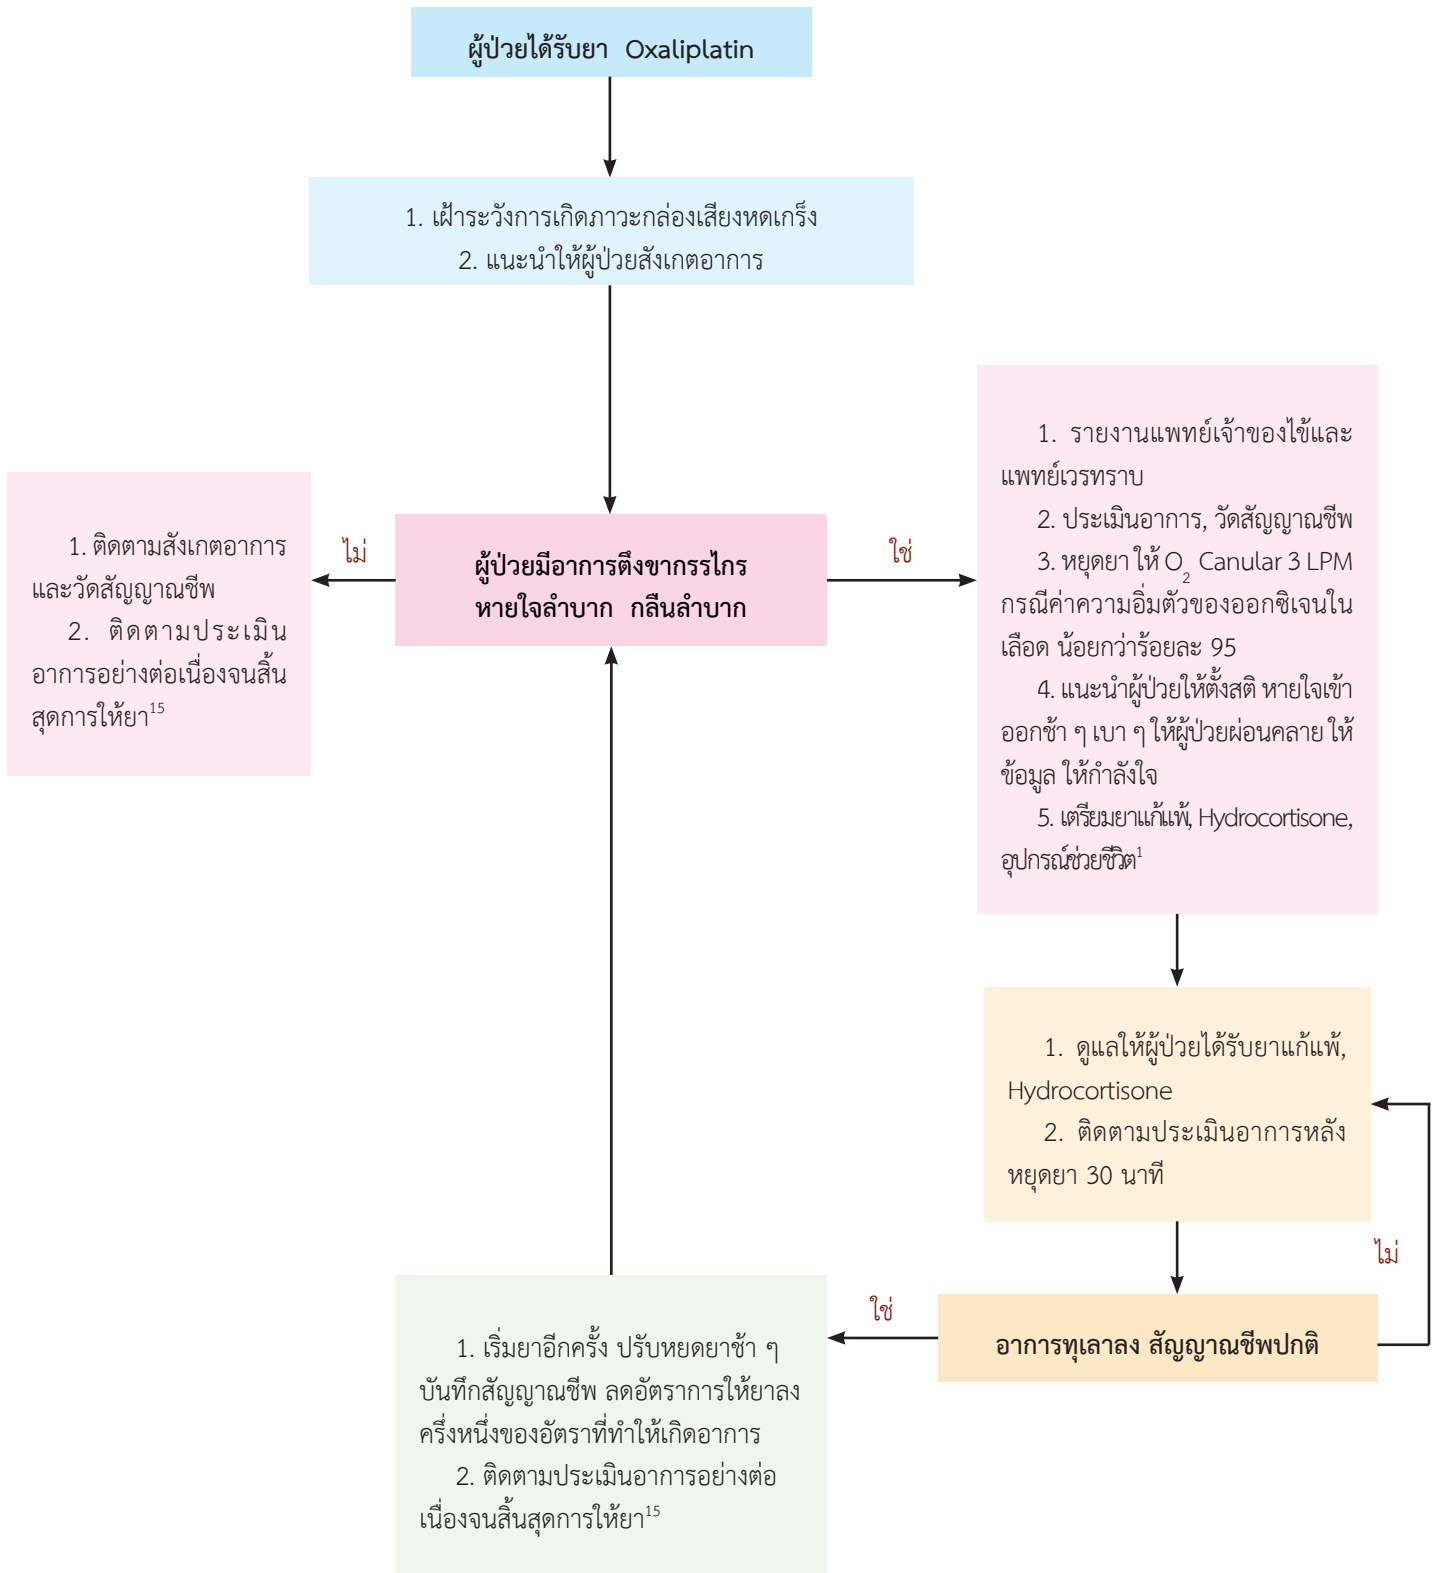 ผู้ป่วยได้รับยา Oxaliplatin
1. เฝ้าระวังการเกิดภาวะกล่องเสียงหดเกร็ง
2. แนะนำให้ผู้ป่วยสังเกตอาการ
ผู้ป่วยมีอาการตึงขากรรไกร
หายใจลำบาก กลืนลำบาก
ไม่
1. ติดตามสังเกตอาการ
และวัดสัญญาณชีพ
2. ติดตามประเมิน
อาการอย่างต่อเนื่องจนสิ้น
สุดการให้ยา15
ใช่
1. รายงานแพทย์เจ้าของไข้และ
แพทย์เวรทราบ
2. ประเมินอาการ, วัดสัญญาณชีพ
3. หยุดยา ให้ O2 Canular 3 LPM
กรณีค่าความอิ่มตัวของออกซิเจนใน
เลือด น้อยกว่าร้อยละ 95
4. แนะนำผู้ป่วยให้ตั้งสติ หายใจเข้า
ออกช้า ๆ เบา ๆ ให้ผู้ป่วยผ่อนคลาย ให้
ข้อมูล ให้กำลังใจ
5. เตรียมยาแก้แพ้, Hydrocortisone,
อุปกรณ์ช่วยชีวิต1
1. ดูแลให้ผู้ป่วยได้รับยาแก้แพ้,
Hydrocortisone
2. ติดตามประเมินอาการหลัง
หยุดยา 30 นาที
ไม่
อาการทุเลาลง สัญญาณชีพปกติ
ใช่
1. เริ่มยาอีกครั้ง ปรับหยดยาช้า ๆ
บันทึกสัญญาณชีพ ลดอัตราการให้ยาลง
ครึ่งหนึ่งของอัตราที่ทำให้เกิดอาการ
2. ติดตามประเมินอาการอย่างต่อ
เนื่องจนสิ้นสุดการให้ยา15